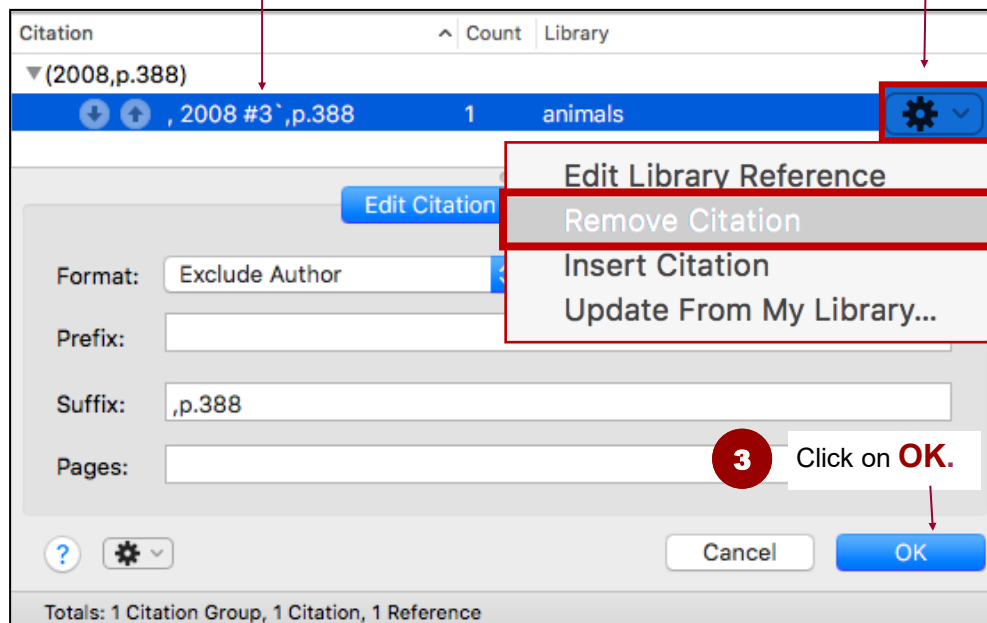 Citation Count Library
(2008,p.388)
, 2008 #3`,p.388 1 animals
Edit Library Reference
Edit Citation
Remove Citation
Format: Exclude Author
Insert Citation
Update From My Library...
Prefix:
Suffix: ,p.388
3 Click on OK.
Pages:
? Cancel OK
Totals: 1 Citation Group, 1 Citation, 1 Reference